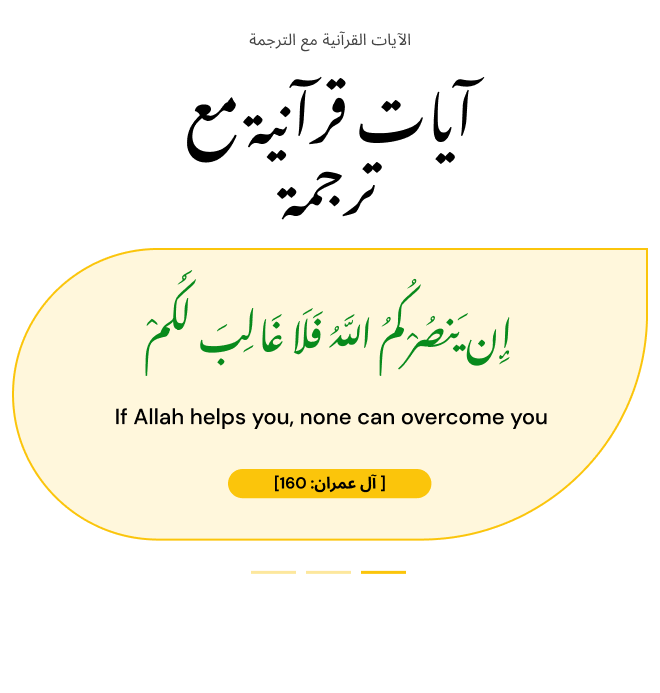 الآيات القرآنية مع الترجمة
آيات قرآنية مع
ترجمة
إِن يَنصُرْكُمُ اللَّهُ فَلَا غَالِبَ لَكُمْ
If Allah helps you, none can overcome you
[ آل عمران: 160]